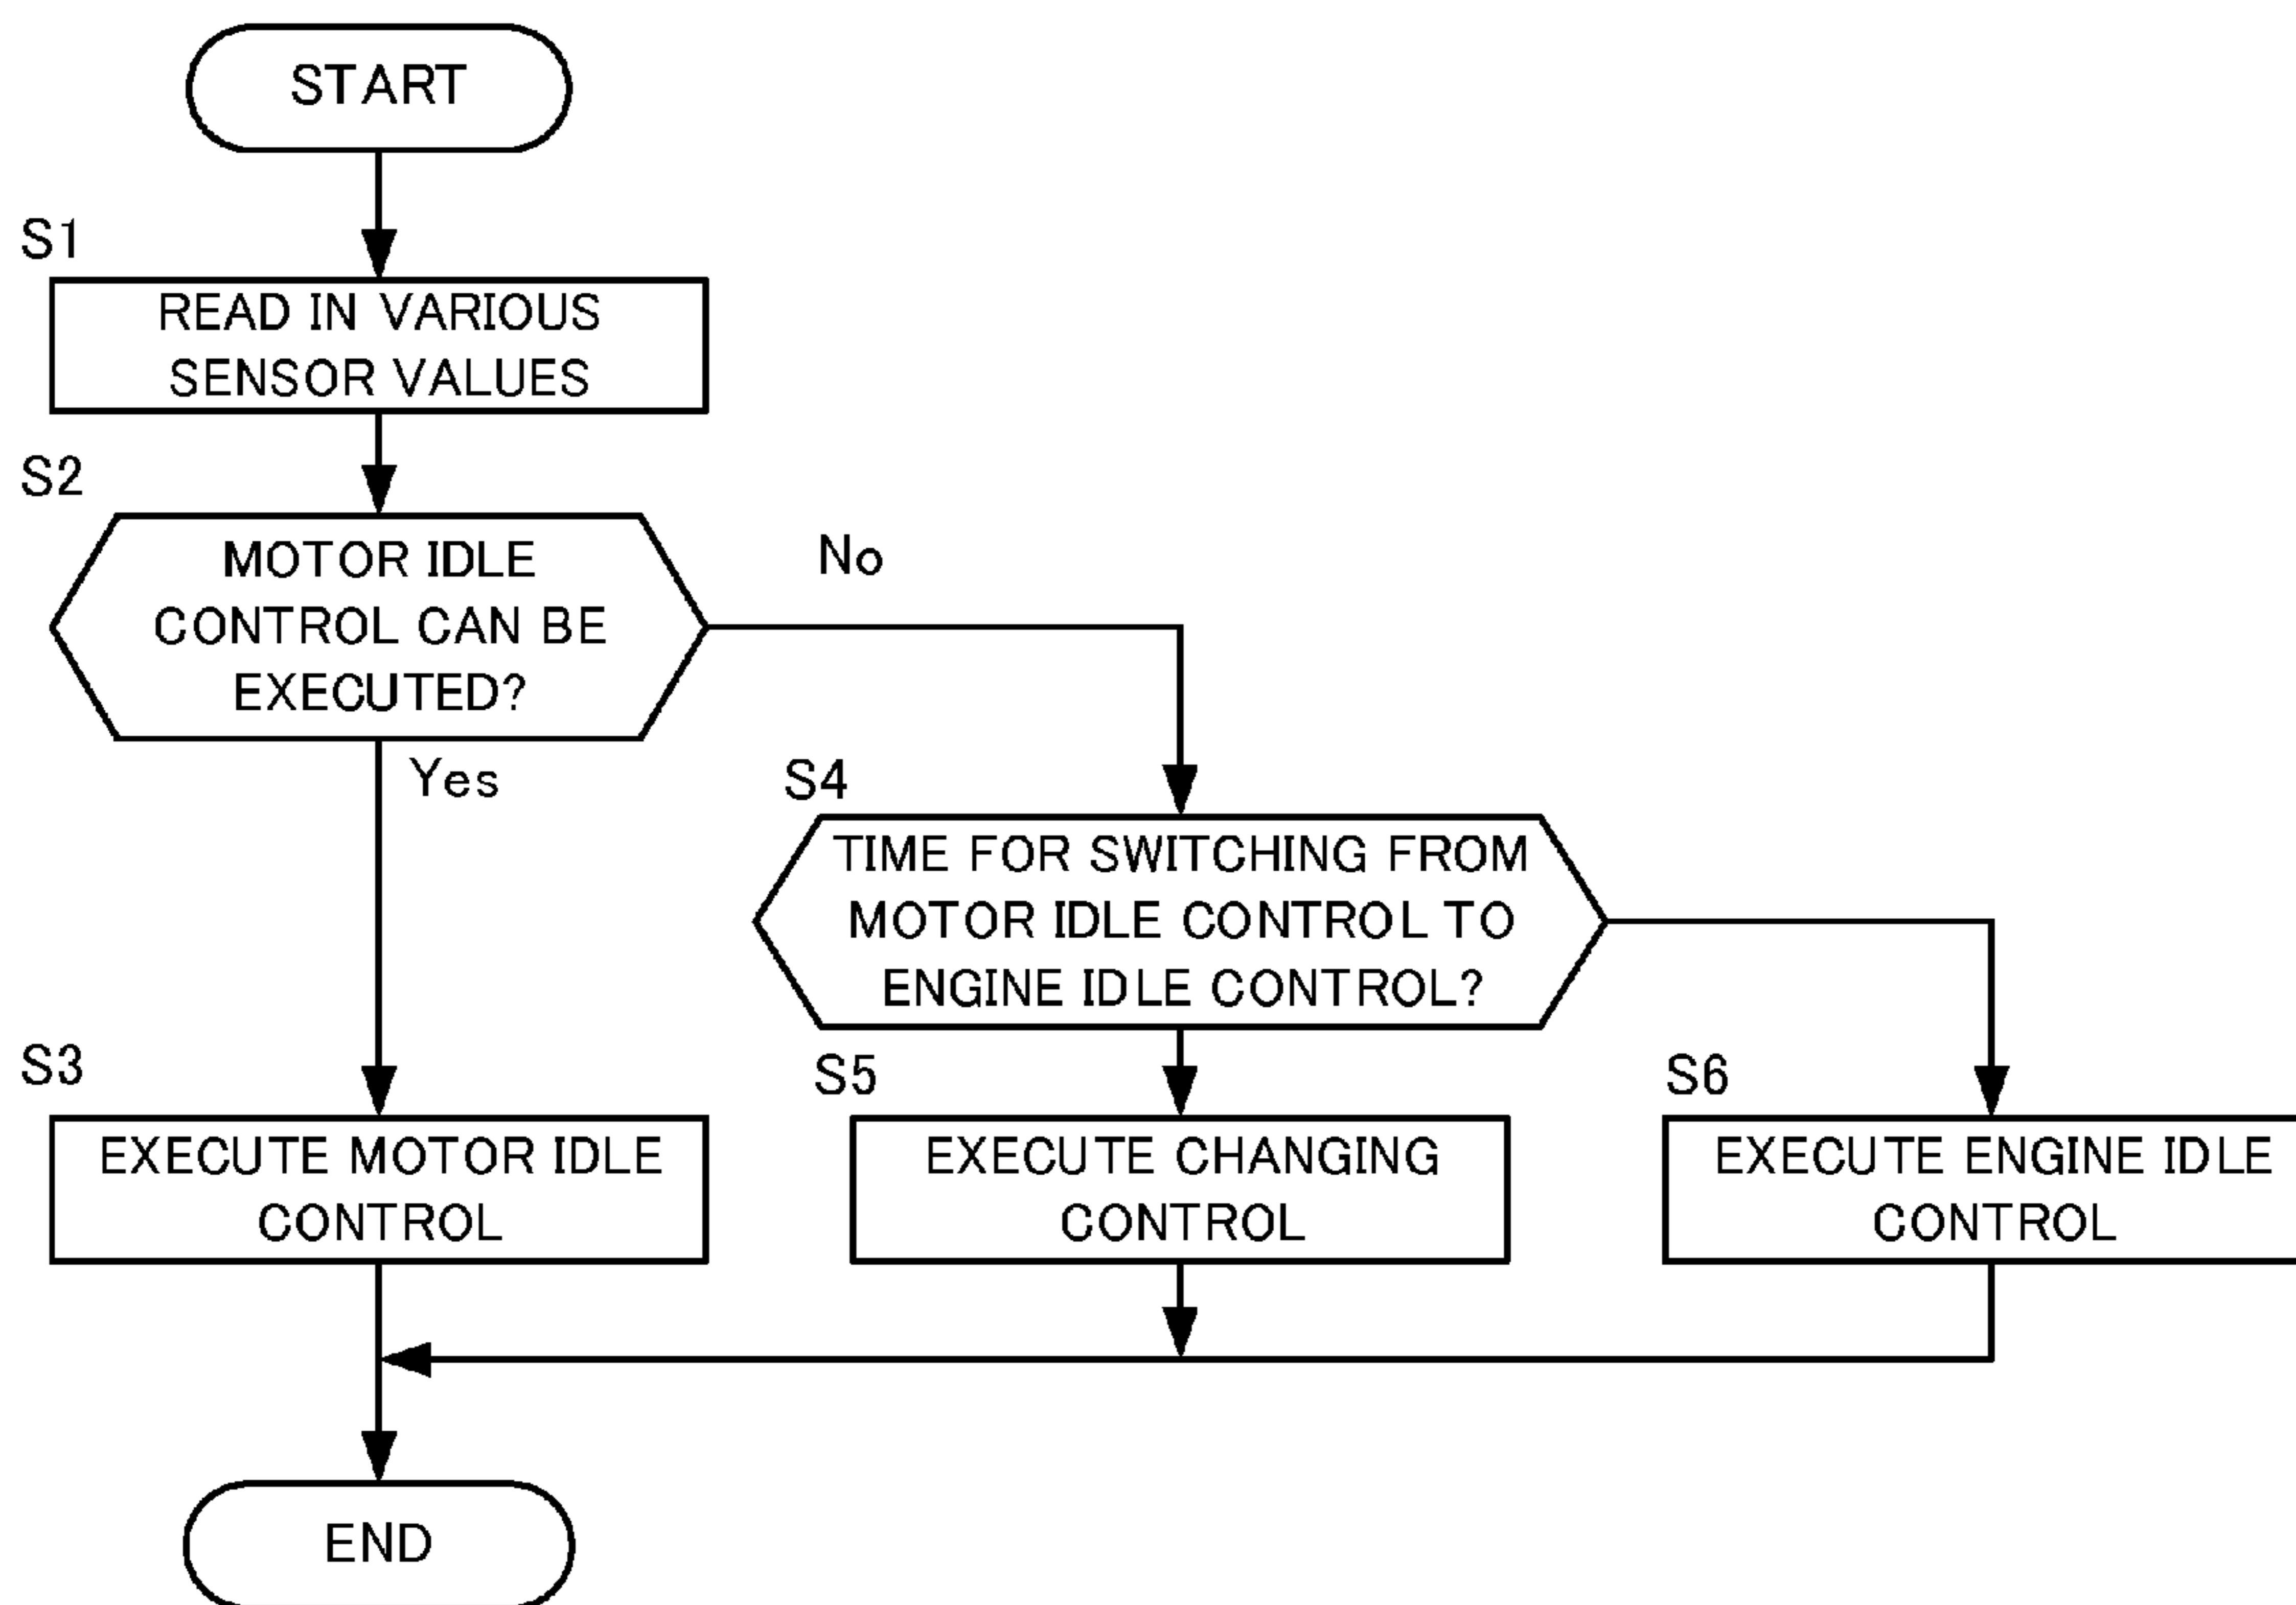 START
S1
READ IN VARIOUS
SENSOR VALUES
S2
MOTOR IDLE
CONTROL CAN BE
EXECUTED?
No
Yes
S4
TIME FOR SWITCHING FROM
MOTOR IDLE CONTROL TO
ENGINE IDLE CONTROL?
S3
EXECUTE MOTOR IDLE
CONTROL
S5
EXECUTE CHANGING
CONTROL
S6
EXECUTE ENGINE IDLE
CONTROL
END